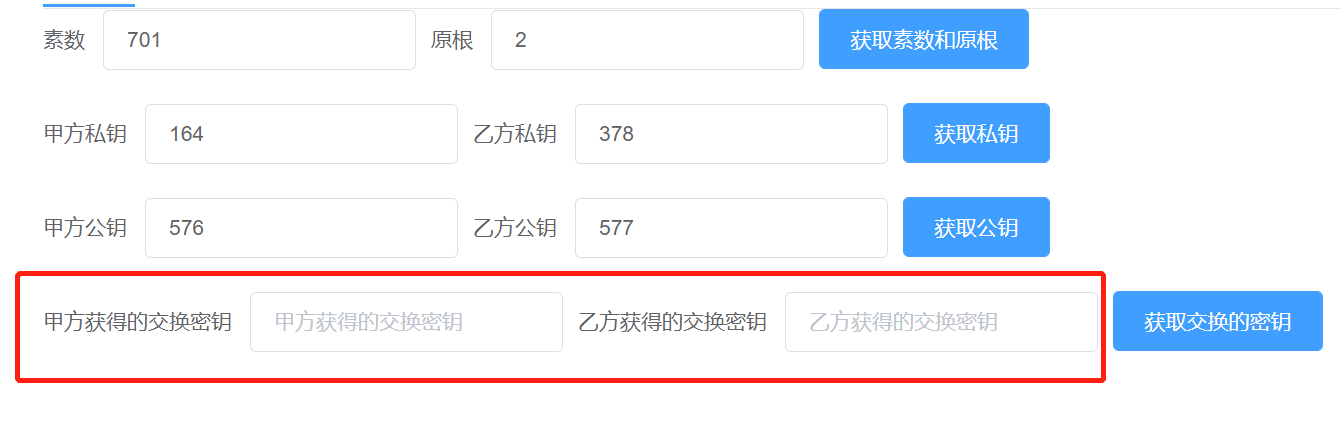 素数 701 原根 2 获取素数和原根
甲方私钥 164 乙方私钥 378 获取私钥
甲方公钥 576 乙方公钥 577 获取公钥
甲方获得的交换密钥 甲方获得的交换密钥 乙方获得的交换密钥 乙方获得的交换密钥 获取交换的密钥